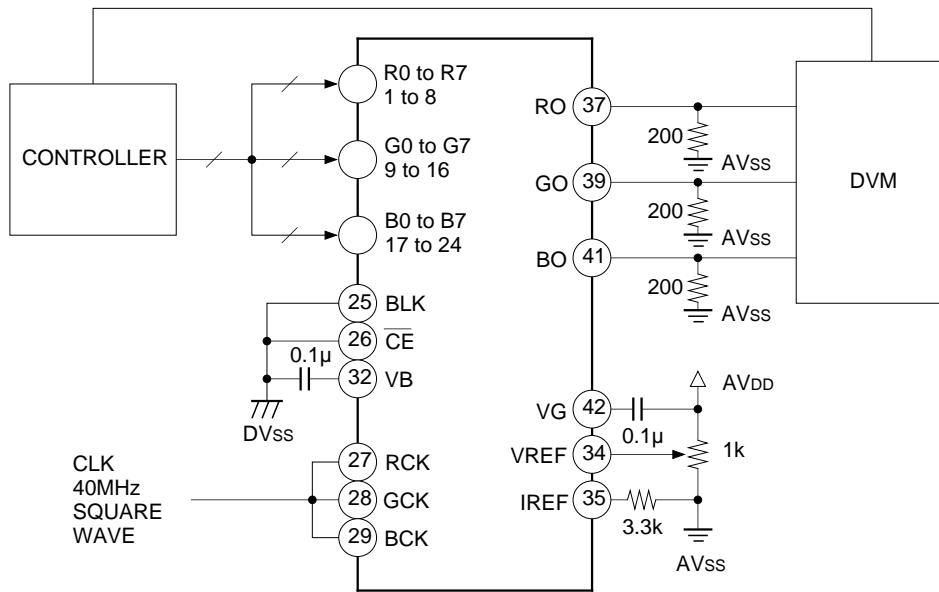 CONTROLLER
R0 to R7
1 to 8
G0 to G7
9 to 16
B0 to B7
17 to 24
25
BLK
26
CE
0.1µ
32
VB
DVSS
CLK
40MHz
SQUARE
WAVE
27
RCK
28
GCK
29
BCK
RO
37
200
AVSS
GO
39
200
AVSS
BO
41
200
AVSS
DVM
AVDD
VG
42
0.1µ
VREF
34
1k
IREF
35
3.3k
AVSS